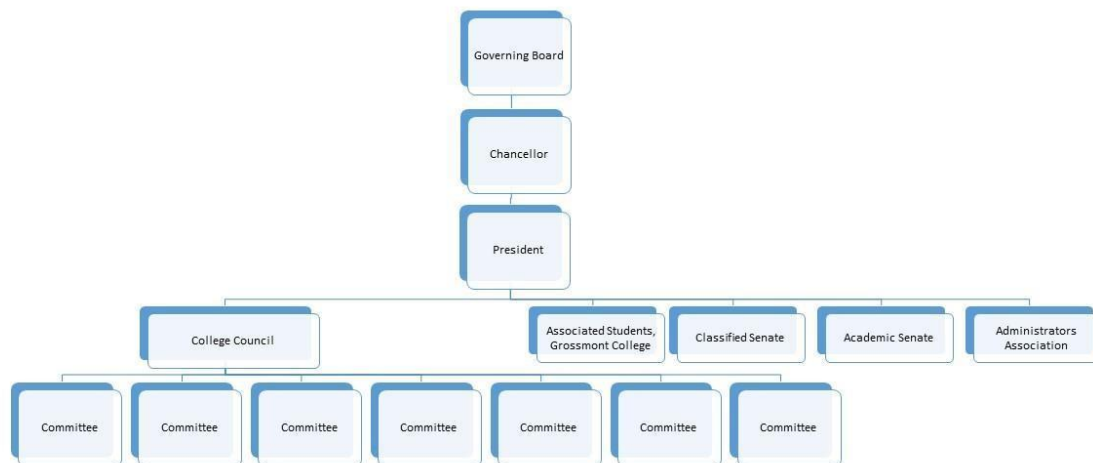 Governing Board
Chancellor
President
College Council
Associated Students,
Grossmont College
Classified Senate
Academic Senate
Administrators
Association
Committee
Committee
Committee
Committee
Committee
Committee
Committee